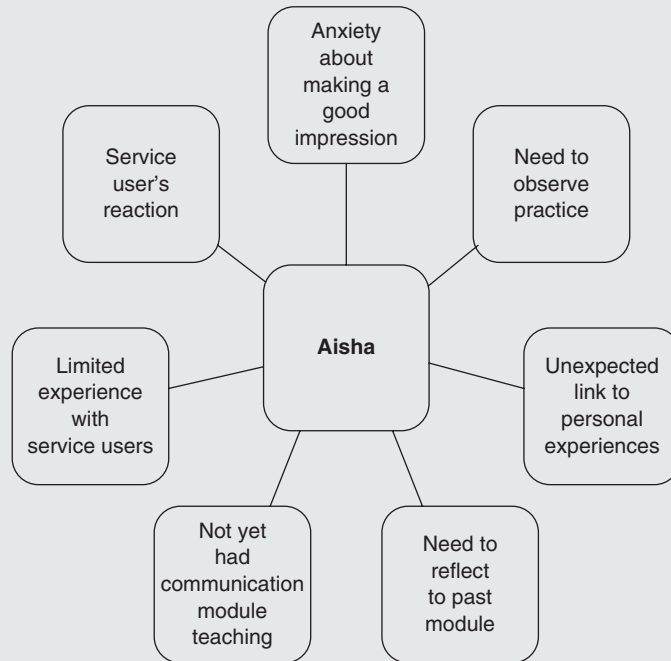 Anxiety
about
making a
good
impression
Service
user's
reaction
Need to
observe
practice
Aisha
Limited
experience
with
service users
Unexpected
link to
personal
experiences
Not yet
had
communication
module
teaching
Need to
reflect
to past
module